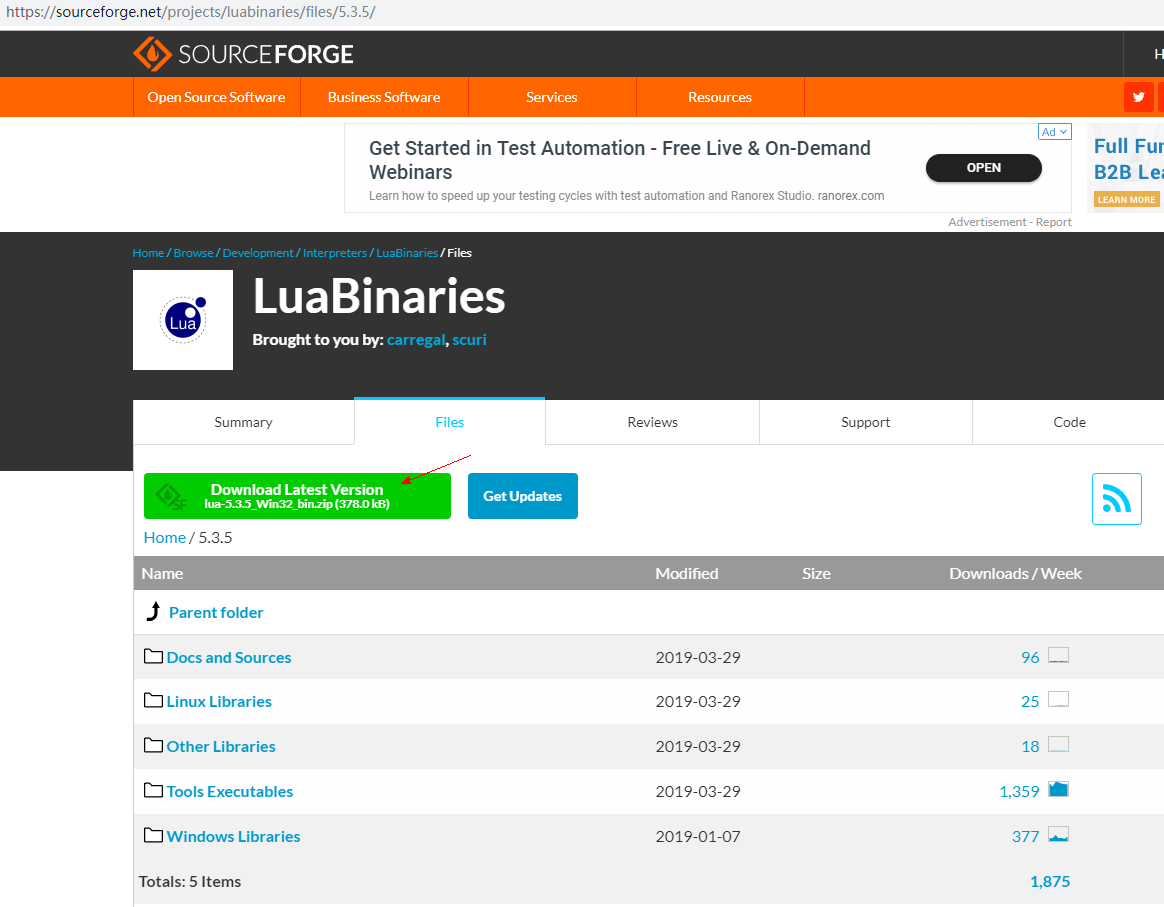 https://sourceforge.net/projects/luabinaries/files/5.3.5/
SOURCEFORGE
Open Source Software Business Software Services Resources
Get Started in Test Automation - Free Live & On-Demand
Webinars
Learn how to speed up your testing cycles with test automation and Ranorex Studio. ranorex.com
OPEN
Ad
Full Fu
B2B Lea
LEARN MORE
Advertisement - Report
Home / Browse / Development / Interpreters / LuaBinaries / Files
Lua
LuaBinaries
Brought to you by: carregal, scuri
Summary Files Reviews Support Code
Download Latest Version
lua-5.3.5_Win32_bin.zip (378.0 kB)
SF
Get Updates
Home / 5.3.5
Name Modified Size Downloads / Week
Parent folder
Docs and Sources 2019-03-29 96
Linux Libraries 2019-03-29 25
Other Libraries 2019-03-29 18
Tools Executables 2019-03-29 1,359
Windows Libraries 2019-01-07 377
Totals: 5 Items 1,875